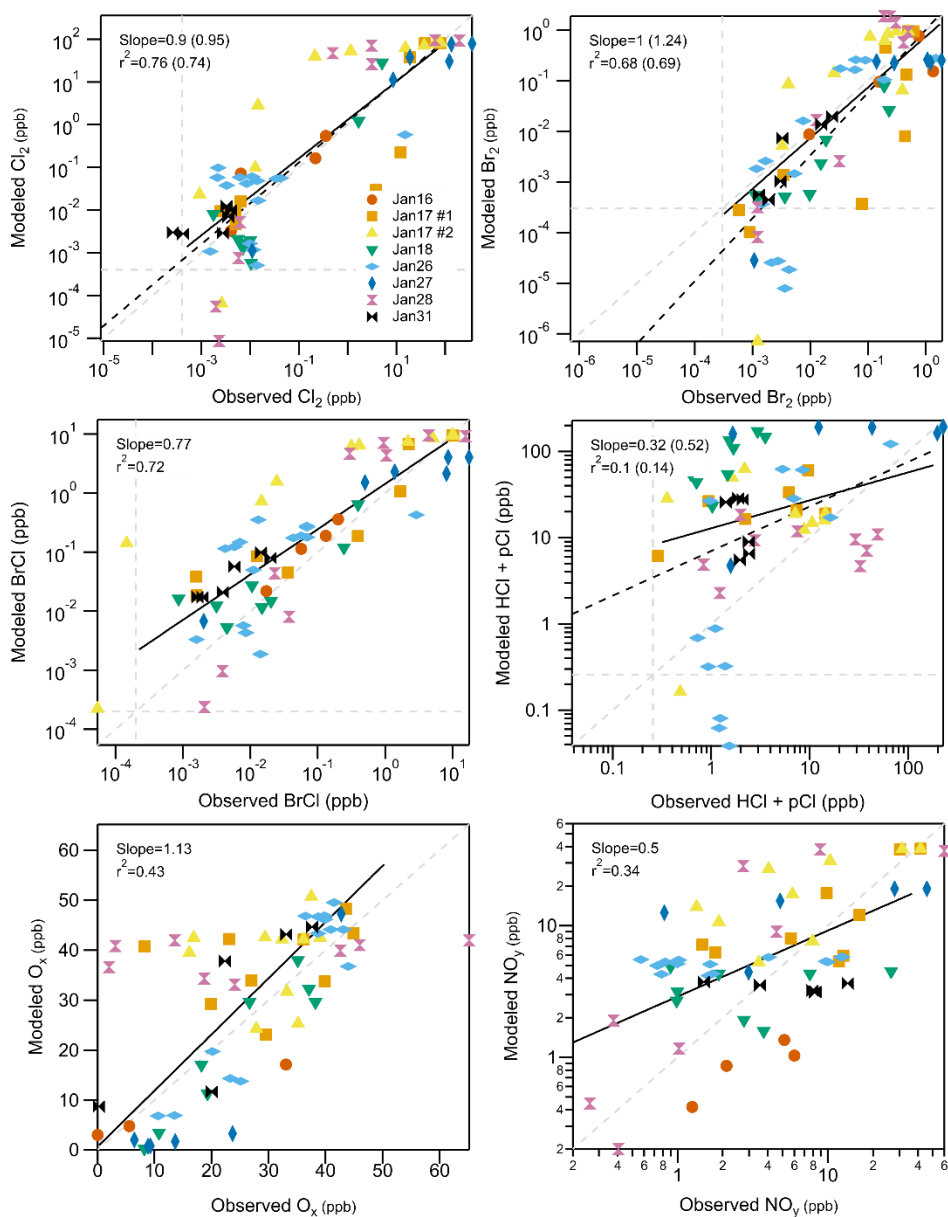 Slope=0.9 (0.95)
r²=0.76 (0.74)
Modeled Cl₂ (ppb)
10²
10¹
10⁰
10⁻¹
10⁻²
10⁻³
10⁻⁴
10⁻⁵
Jan16
Jan17 #1
Jan17 #2
Jan18
Jan26
Jan27
Jan28
Jan31
10⁻⁵ 10⁻³ 10⁻¹ 10⁰ 10¹ 10²
Observed Cl₂ (ppb)
Slope=1 (1.24)
r²=0.68 (0.69)
Modeled Br₂ (ppb)
10⁰
10⁻¹
10⁻²
10⁻³
10⁻⁴
10⁻⁵
10⁻⁶
10⁻⁶ 10⁻⁵ 10⁻⁴ 10⁻³ 10⁻² 10⁻¹ 10⁰
Observed Br₂ (ppb)
Slope=0.77
r²=0.72
Modeled BrCl (ppb)
10¹
10⁰
10⁻¹
10⁻²
10⁻³
10⁻⁴
10⁻⁴ 10⁻³ 10⁻² 10⁻¹ 10⁰ 10¹
Observed BrCl (ppb)
Slope=0.32 (0.52)
r²=0.1 (0.14)
Modeled HCl + pCl (ppb)
100
10
1
0.1
0.1 1 10 100
Observed HCl + pCl (ppb)
Slope=1.13
r²=0.43
Modeled Oₓ (ppb)
60
50
40
30
20
10
0
0 10 20 30 40 50 60
Observed Oₓ (ppb)
Slope=0.5
r²=0.34
Modeled NOᵧ (ppb)
6
4
2
10
8
6
4
2
1
8
6
4
2
2 4 6 8 1 2 4 6 8 10 2 4 6
Observed NOᵧ (ppb)